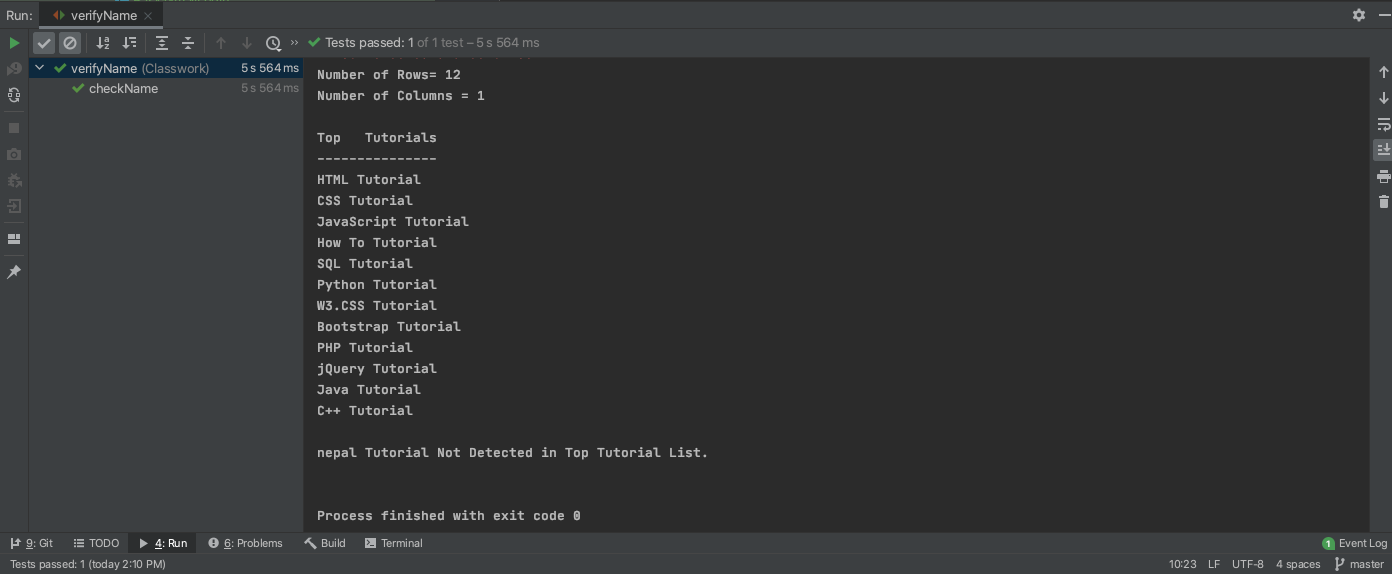 Run: verifyName
Tests passed: 1 of 1 test – 5 s 564 ms
verifyName (Classwork) 5 s 564 ms
checkName 5 s 564 ms
Number of Rows= 12
Number of Columns = 1
Top   Tutorials
---------------
HTML Tutorial
CSS Tutorial
JavaScript Tutorial
How To Tutorial
SQL Tutorial
Python Tutorial
W3.CSS Tutorial
Bootstrap Tutorial
PHP Tutorial
jQuery Tutorial
Java Tutorial
C++ Tutorial
nepal Tutorial Not Detected in Top Tutorial List.
Process finished with exit code 0
9: Git TODO 4: Run 6: Problems Build Terminal 1 Event Log
Tests passed: 1 (today 2:10 PM) 10:23 LF UTF-8 4 spaces master